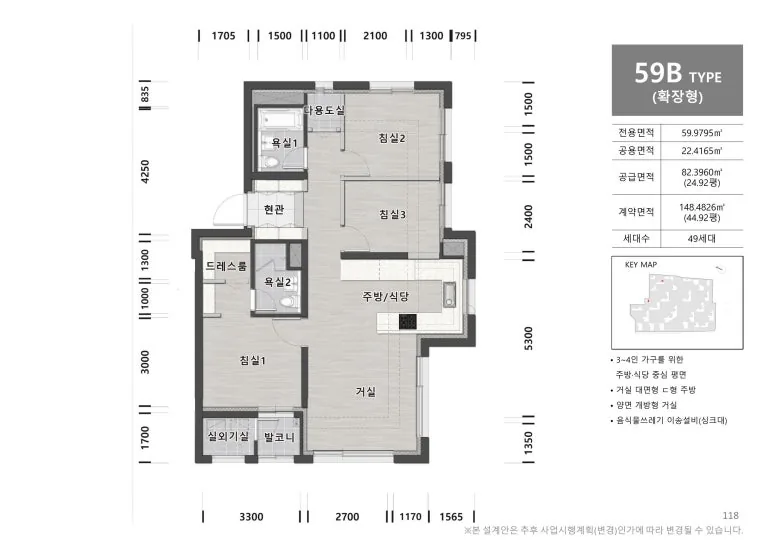 1705 1500 1100 2100 1300 795
59B TYPE
(확장형)
전용면적 59.9795㎡
공용면적 22.4165㎡
공급면적 82.3960㎡
(24.92평)
계약면적 148.4826㎡
(44.92평)
세대수 49세대
KEY MAP
• 3~4인 가구를 위한
주방·식당 중심 평면
• 거실 대면형 ㄷ형 주방
• 양면 개방형 거실
• 음식물쓰레기 이송설비(싱크대)
835
4250
1300
1000
3000
1700
다용도실
욕실1
침실2
현관
침실3
드레스룸
욕실2
주방/식당
침실1
거실
실외기실
발코니
1500
1500
2400
5300
1350
3300 2700 1170 1565
118
※본 설계안은 추후 사업시행계획(변경)인가에 따라 변경될 수 있습니다.